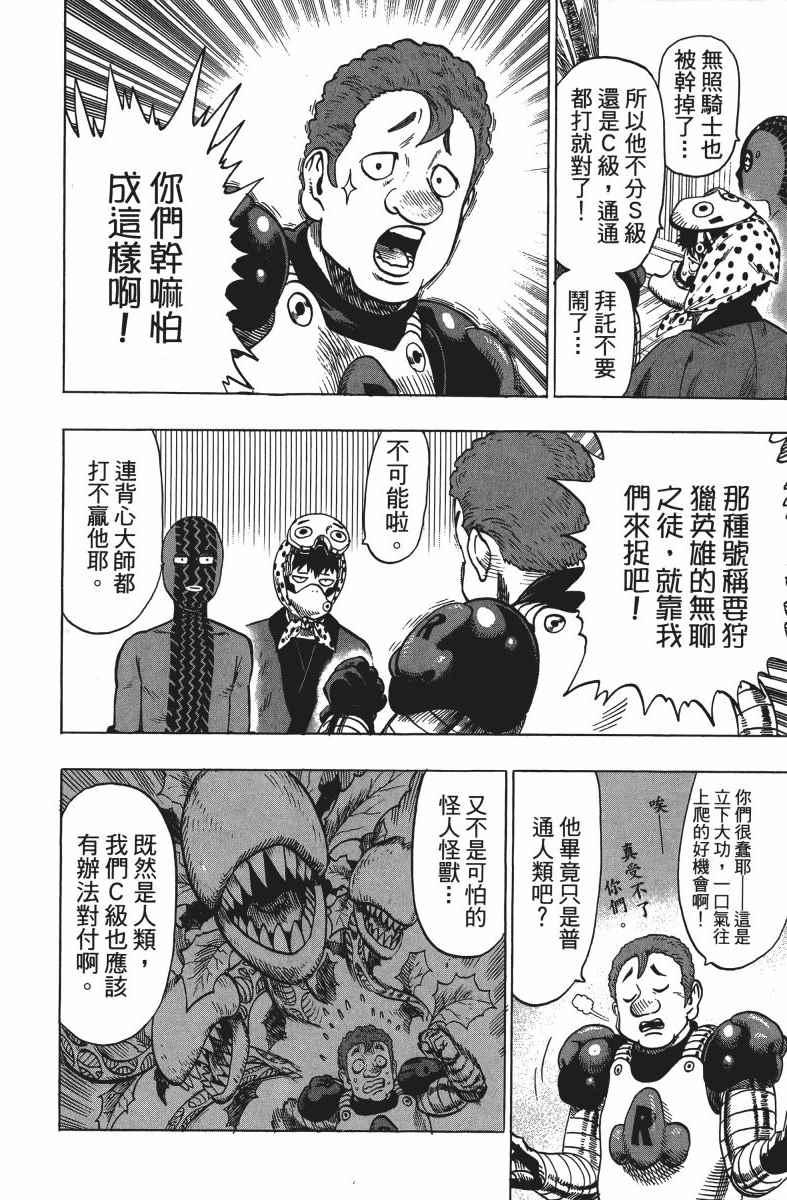 無照騎士也
被幹掉了…
所以他不分S級
還是C級，通通
都打就對了！
拜託不要
鬧了…
你們幹嘛怕
成這樣啊！
那種號稱要狩
獵英雄的無聊
之徒，就靠我
們來捉吧！
不可能啦。
連背心大師都
打不贏他耶。
你們很蠢耶——這是
立下大功，一口氣往
上爬的好機會啊！
唉——
真受不了
你們。
R
他畢竟只是普
通人類吧？
又不是可怕的
怪人怪獸…
既然是人類，
我們C級也應該
有辦法對付啊。